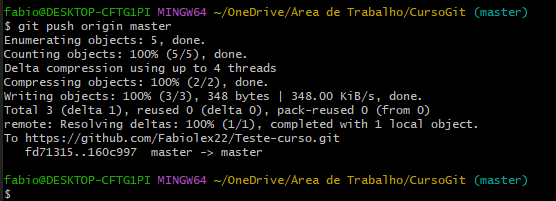 fabio@DESKTOP-CFTG1PI MINGW64 ~/OneDrive/Área de Trabalho/CursoGit (master)
$ git push origin master
Enumerating objects: 5, done.
Counting objects: 100% (5/5), done.
Delta compression using up to 4 threads
Compressing objects: 100% (2/2), done.
Writing objects: 100% (3/3), 348 bytes | 348.00 KiB/s, done.
Total 3 (delta 1), reused 0 (delta 0), pack-reused 0 (from 0)
remote: Resolving deltas: 100% (1/1), completed with 1 local object.
To https://github.com/Fabiolex22/Teste-curso.git
   fd71315..160c997  master -> master
fabio@DESKTOP-CFTG1PI MINGW64 ~/OneDrive/Área de Trabalho/CursoGit (master)
$